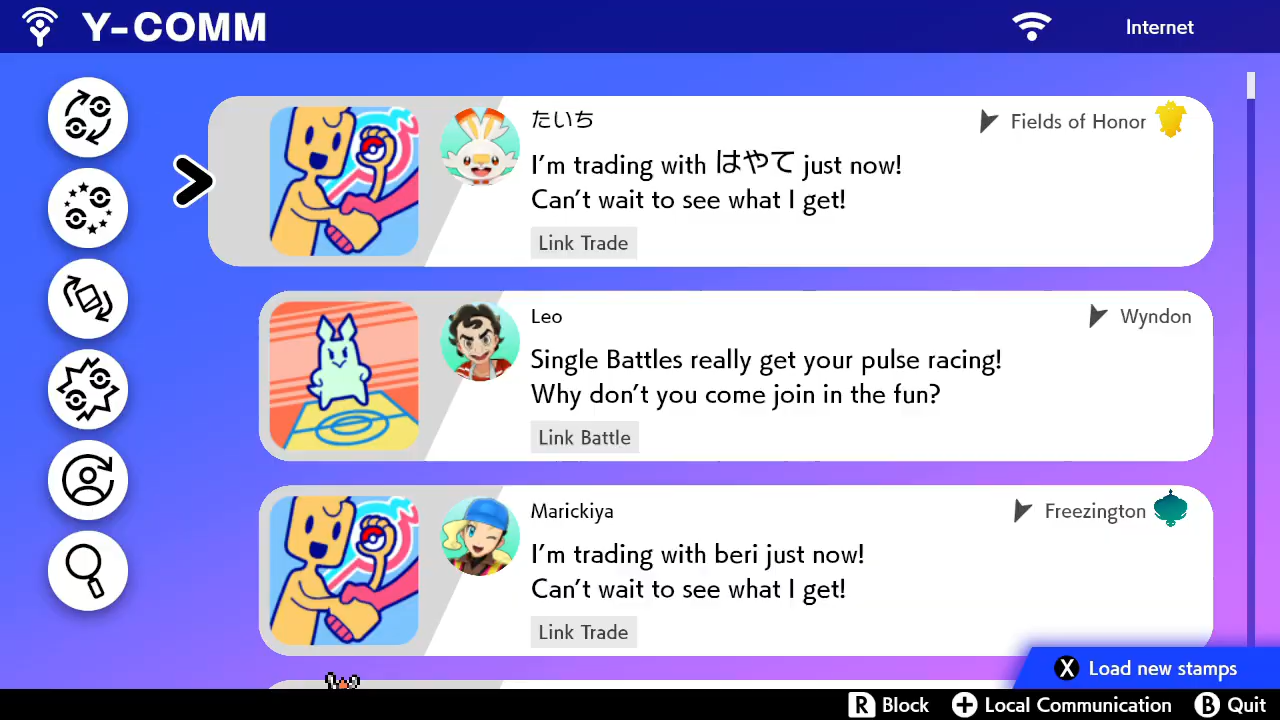 Y-COMM
Internet
たいち
Fields of Honor
I'm trading with はやて just now!
Can't wait to see what I get!
Link Trade
Leo
Wyndon
Single Battles really get your pulse racing!
Why don't you come join in the fun?
Link Battle
Marickiya
Freezington
I'm trading with beri just now!
Can't wait to see what I get!
Link Trade
X Load new stamps
R Block
+ Local Communication
B Quit